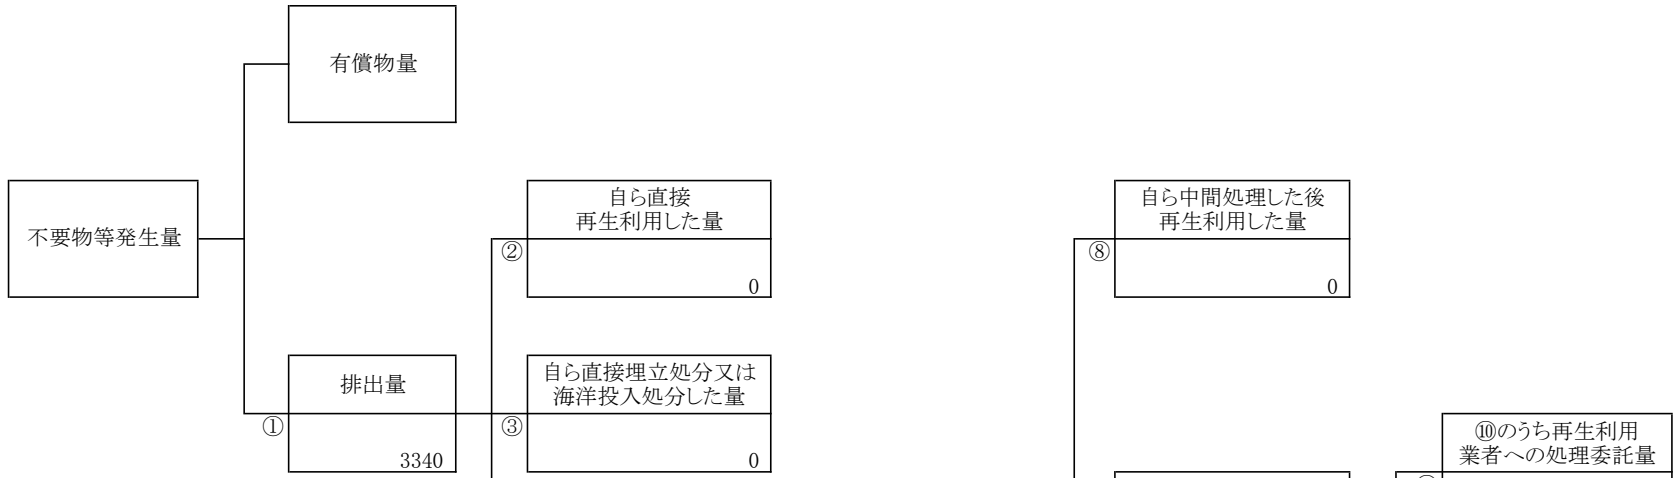 有償物量
不要物等発生量
自ら直接
再生利用した量
②
0
自ら中間処理した後
再生利用した量
⑧
0
排出量
①
3340
自ら直接埋立処分又は
海洋投入処分した量
③
0
⑩のうち再生利用
業者への処理委託量